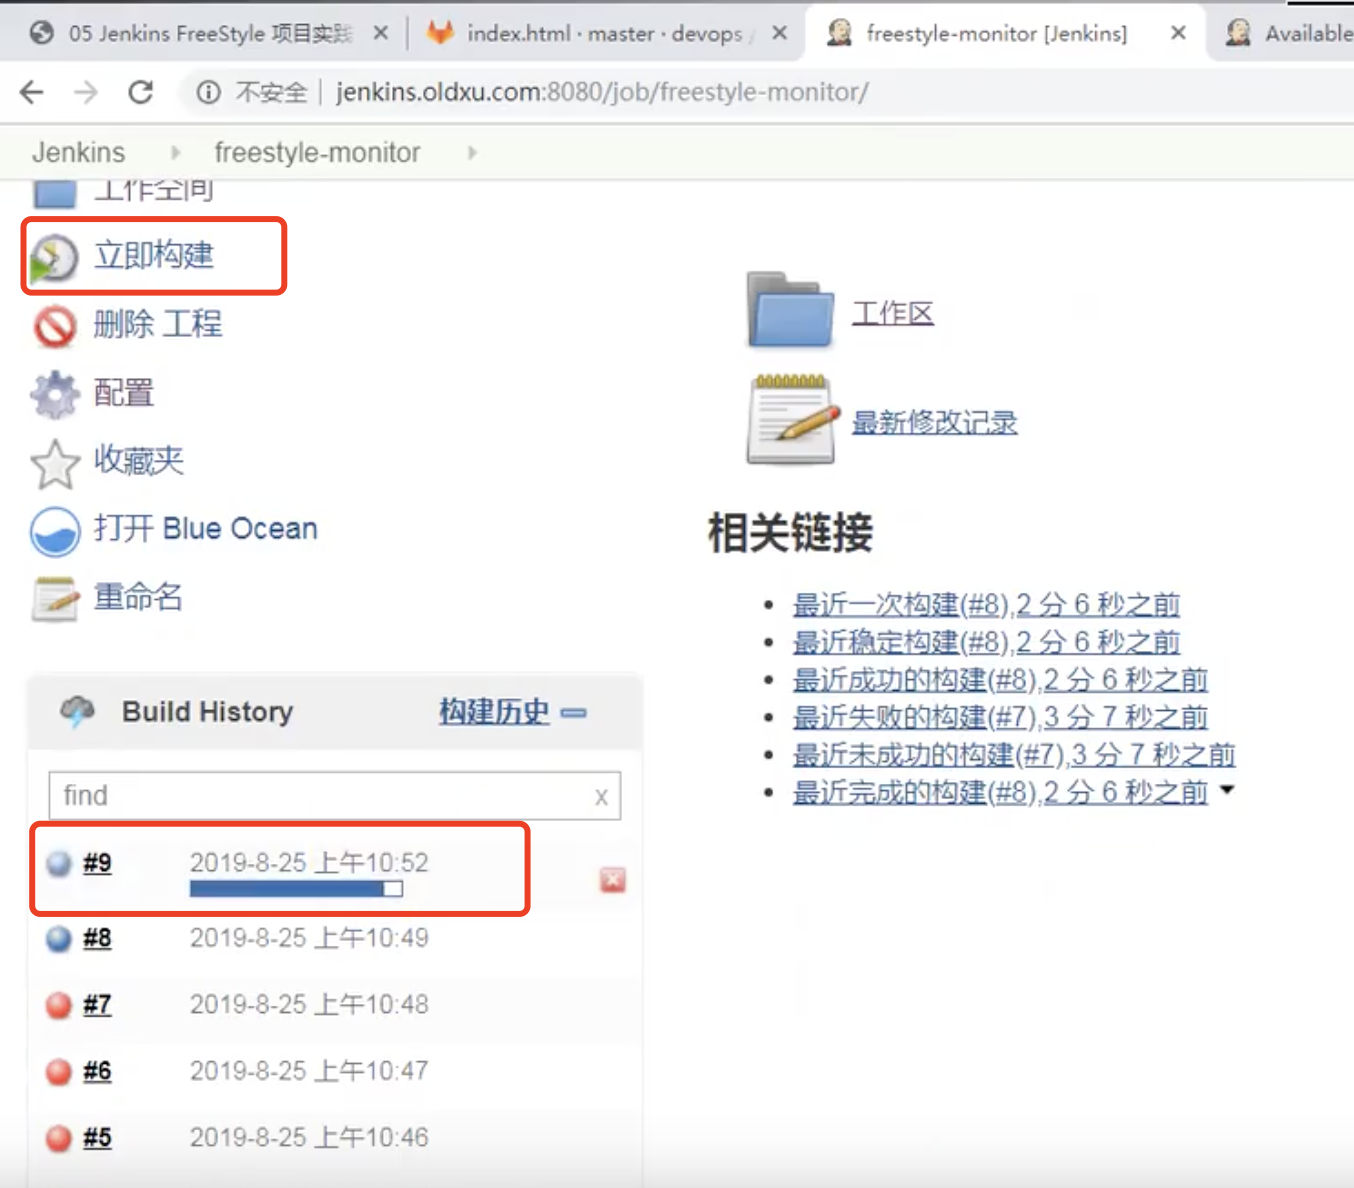 05 Jenkins FreeStyle 项目实践
index.html · master · devops /
freestyle-monitor [Jenkins]
Available
不安全 | jenkins.oldxu.com:8080/job/freestyle-monitor/
Jenkins
freestyle-monitor
工作空间
立即构建
删除 工程
配置
收藏夹
打开 Blue Ocean
重命名
工作区
最新修改记录
相关链接
最近一次构建(#8),2 分 6 秒之前
最近稳定构建(#8),2 分 6 秒之前
最近成功的构建(#8),2 分 6 秒之前
最近失败的构建(#7),3 分 7 秒之前
最近未成功的构建(#7),3 分 7 秒之前
最近完成的构建(#8),2 分 6 秒之前
Build History 构建历史
find x
#9 2019-8-25 上午10:52
#8 2019-8-25 上午10:49
#7 2019-8-25 上午10:48
#6 2019-8-25 上午10:47
#5 2019-8-25 上午10:46